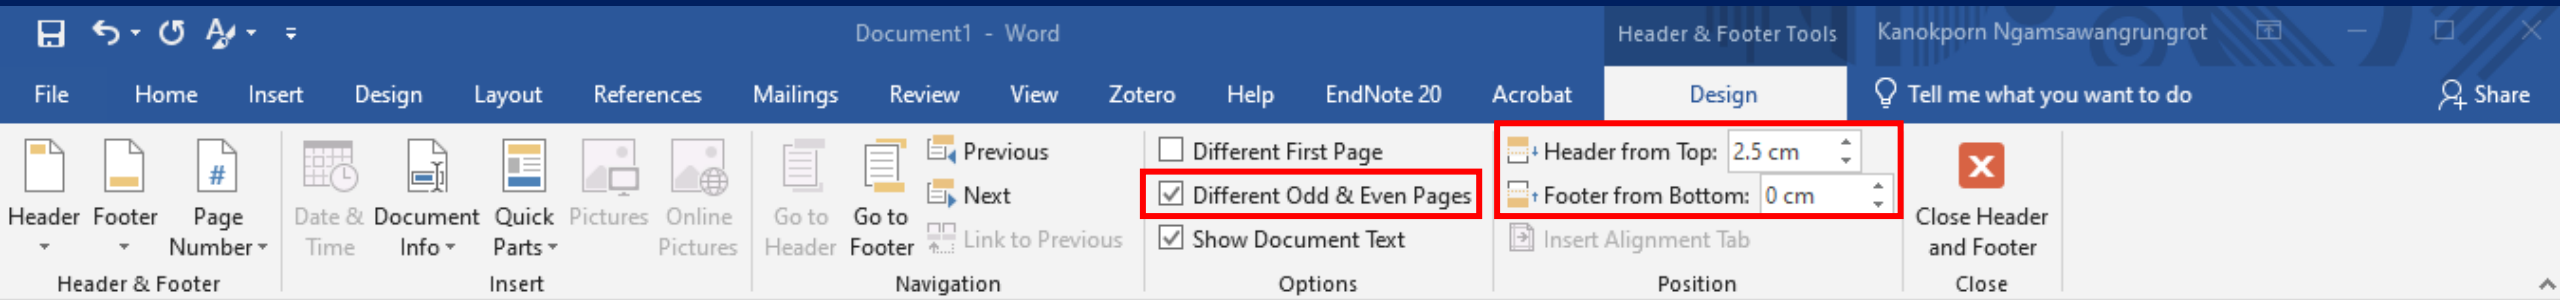 Document1 - Word
Header & Footer Tools
Kanokporn Ngamsawangrungrot
File
Home
Insert
Design
Layout
References
Mailings
Review
View
Zotero
Help
EndNote 20
Acrobat
Design
Tell me what you want to do
Share
Header
Footer
Page
Number
Header & Footer
Date &
Time
Document
Info
Quick
Parts
Pictures
Online
Pictures
Insert
Go to
Header
Go to
Footer
Previous
Next
Link to Previous
Navigation
Different First Page
Different Odd & Even Pages
Show Document Text
Options
Header from Top: 2.5 cm
Footer from Bottom: 0 cm
Insert Alignment Tab
Position
Close Header
and Footer
Close